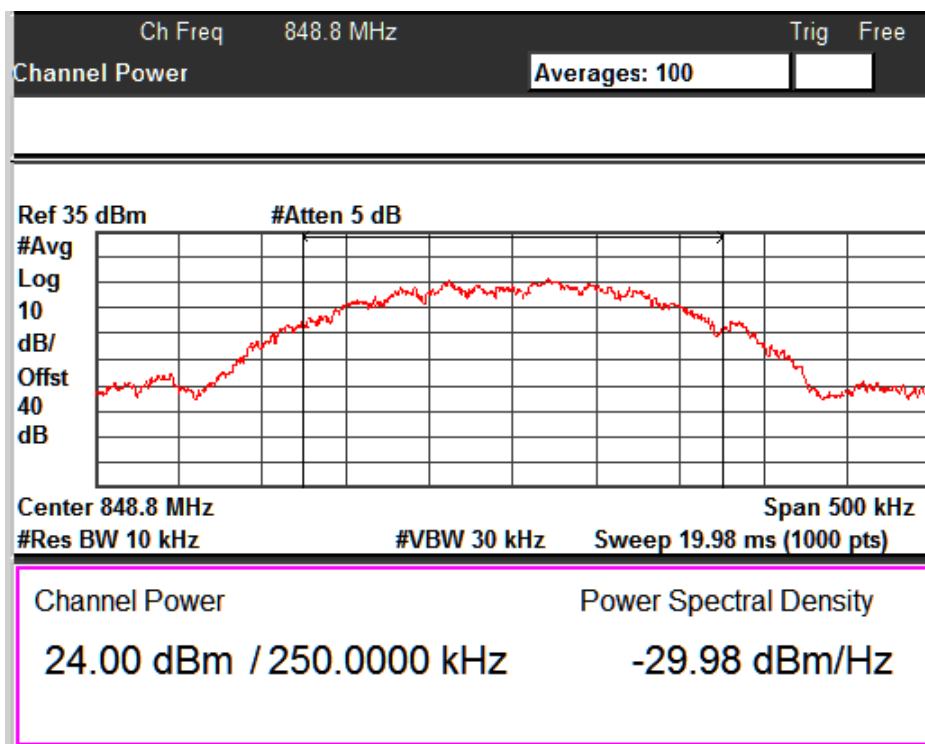 Ch Freq 848.8 MHz Trig Free
Channel Power Averages: 100
Ref 35 dBm #Atten 5 dB
#Avg
Log
10
dB/
Offst
40
dB
Center 848.8 MHz Span 500 kHz
#Res BW 10 kHz #VBW 30 kHz Sweep 19.98 ms (1000 pts)
Channel Power Power Spectral Density
24.00 dBm / 250.0000 kHz -29.98 dBm/Hz